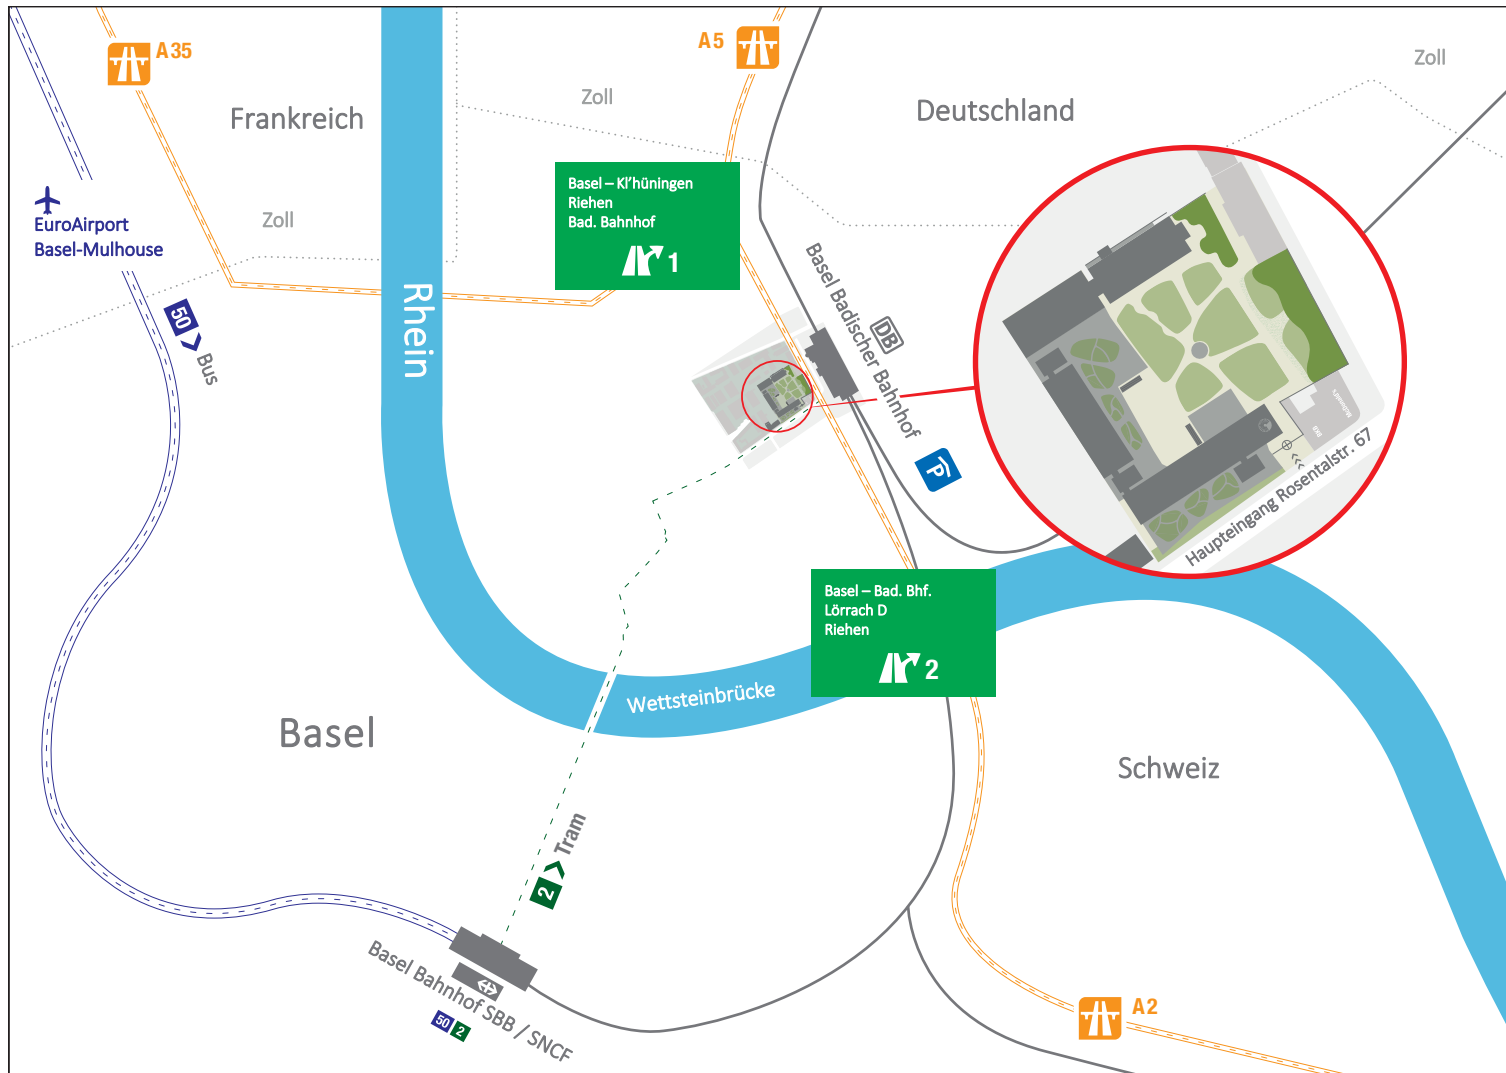 A35
A5
Zoll
Zoll
Frankreich
Deutschland
Basel – Kl'hüningen
Riehen
Bad. Bahnhof
1
EuroAirport
Basel-Mulhouse
Zoll
50
Bus
Rhein
Basel Badischer Bahnhof
DB
P
Haupteingang Rosentalstr. 67
Basel – Bad. Bhf.
Lörrach D
Riehen
2
Wettsteinbrücke
Basel
Schweiz
2
Tram
Basel Bahnhof SBB / SNCF
50
2
A2